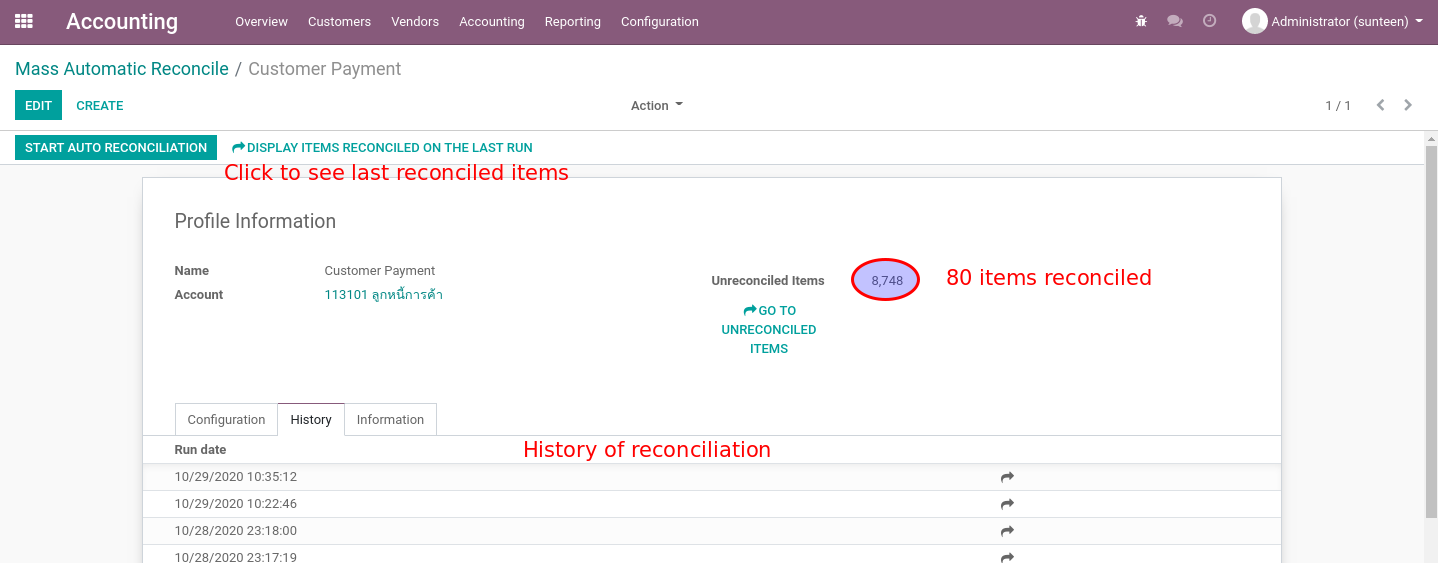 Accounting Overview Customers Vendors Accounting Reporting Configuration Administrator (sunteen)
Mass Automatic Reconcile / Customer Payment
EDIT CREATE Action 1 / 1
START AUTO RECONCILIATION DISPLAY ITEMS RECONCILED ON THE LAST RUN
Click to see last reconciled items
Profile Information
Name Customer Payment
Account 113101 ลูกหนี้การค้า
Unreconciled Items 8,748 80 items reconciled
GO TO
UNRECONCILED
ITEMS
Configuration History Information
Run date History of reconciliation
10/29/2020 10:35:12
10/29/2020 10:22:46
10/28/2020 23:18:00
10/28/2020 23:17:19